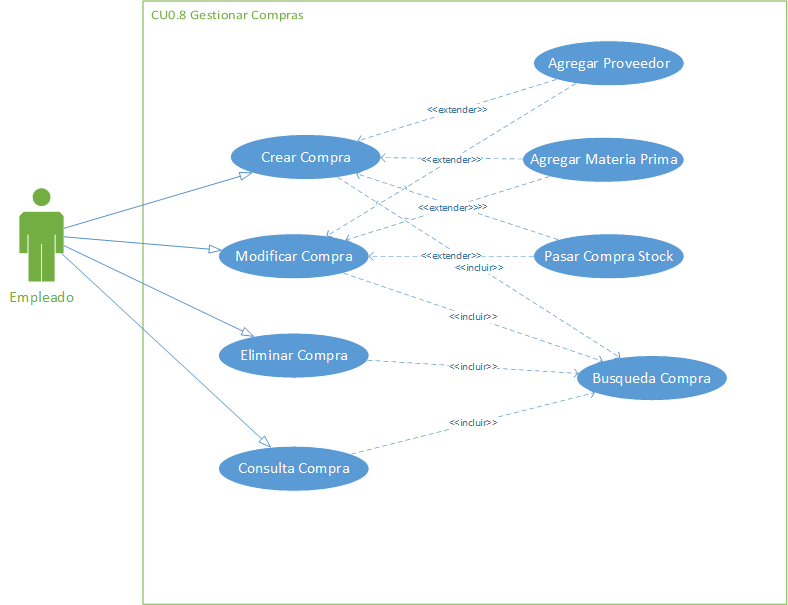 CU0.8 Gestionar Compras
Agregar Proveedor
<<extender>>
Crear Compra
<<extender>>
Agregar Materia Prima
<<extender>>>>
Modificar Compra
<<extender>>
Pasar Compra Stock
<<incluir>>
Empleado
<<incluir>>
Eliminar Compra
<<incluir>>
Busqueda Compra
<<incluir>>
Consulta Compra